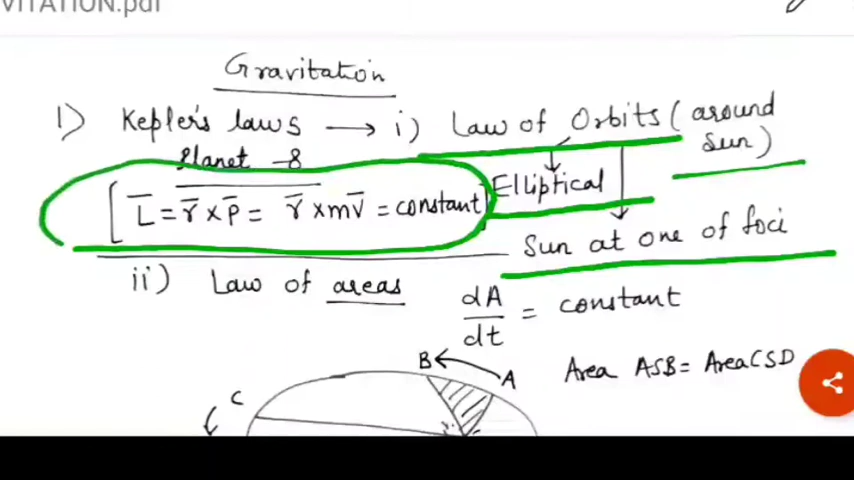 VITATION.pdf
Gravitation
1) Kepler's laws → i) Law of Orbits (around Sun)
Planet - 8
Elliptical
[L̅ = r̅ × p̅ = r̅ × mv̅ = constant]
Sun at one of foci
ii) Law of areas
dA/dt = constant
B ← A
Area ASB = Area CSD
C